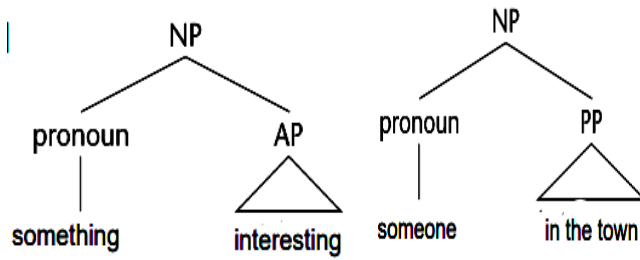 NP
pronoun AP
something interesting
NP
pronoun PP
someone in the town